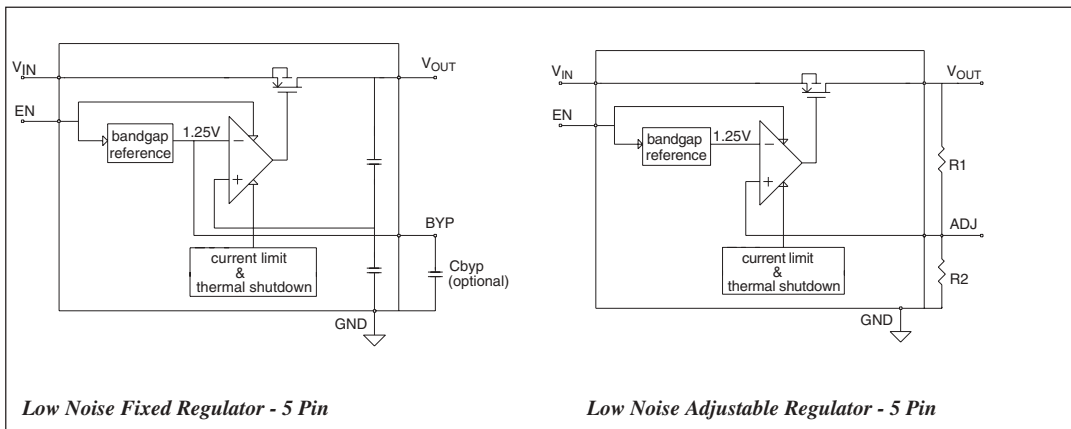 VIN
VOUT
EN
bandgap
reference
1.25V
−
+
BYP
current limit
&
thermal shutdown
Cbyp
(optional)
GND
Low Noise Fixed Regulator - 5 Pin
VIN
VOUT
EN
bandgap
reference
1.25V
−
+
R1
ADJ
current limit
&
thermal shutdown
R2
GND
Low Noise Adjustable Regulator - 5 Pin